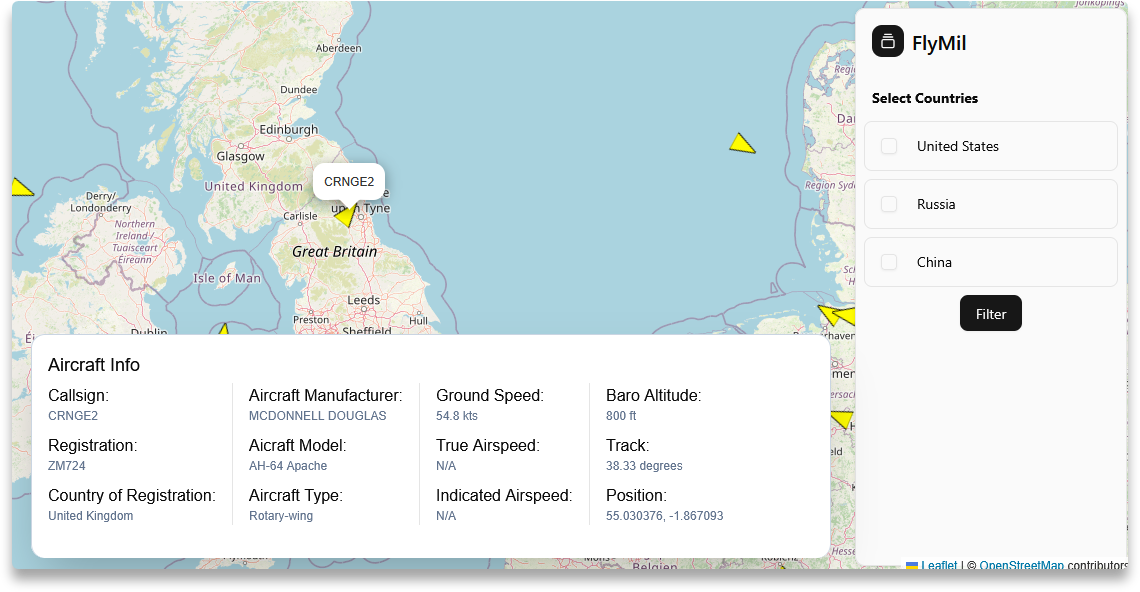 Jönköpings
Aberdeen
Dundee
Edinburgh
Glasgow
United Kingdom
CRNGE2
upon Tyne
Carlisle
Derry/
Londonderry
Northern
Ireland /
Tuaisceart
Éireann
Great Britain
Isle of Man
Leeds
Preston
Hull
Sheffield
Dublin
Region Syd
FlyMil
Select Countries
United States
Russia
China
Filter
Aircraft Info
Callsign:
CRNGE2
Registration:
ZM724
Country of Registration:
United Kingdom
Aircraft Manufacturer:
MCDONNELL DOUGLAS
Aicraft Model:
AH-64 Apache
Aircraft Type:
Rotary-wing
Ground Speed:
54.8 kts
True Airspeed:
N/A
Indicated Airspeed:
N/A
Baro Altitude:
800 ft
Track:
38.33 degrees
Position:
55.030376, -1.867093
Belgien
Koblenz
Leaflet | © OpenStreetMap contributors